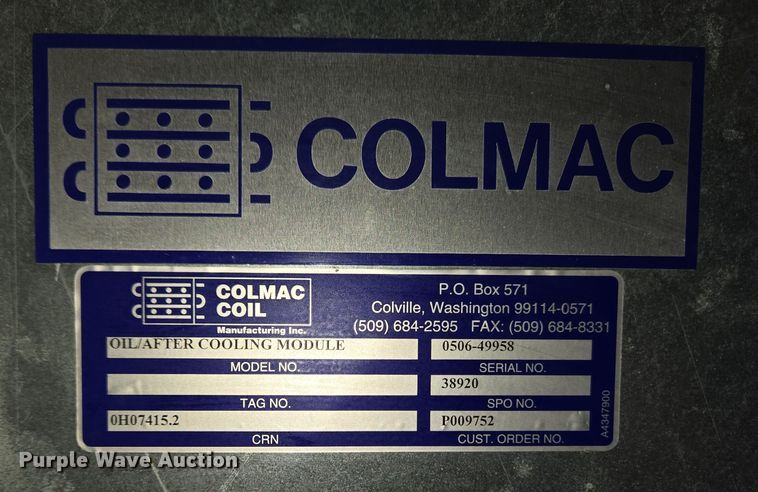 COLMAC
COLMAC
COIL
Manufacturing Inc.
P.O. Box 571
Colville, Washington 99114-0571
(509) 684-2595 FAX: (509) 684-8331
OIL/AFTER COOLING MODULE
0506-49958
MODEL NO.
SERIAL NO.
38920
TAG NO.
SPO NO.
0H07415.2
P009752
CRN
CUST. ORDER NO.
A4347900
Purple Wave Auction